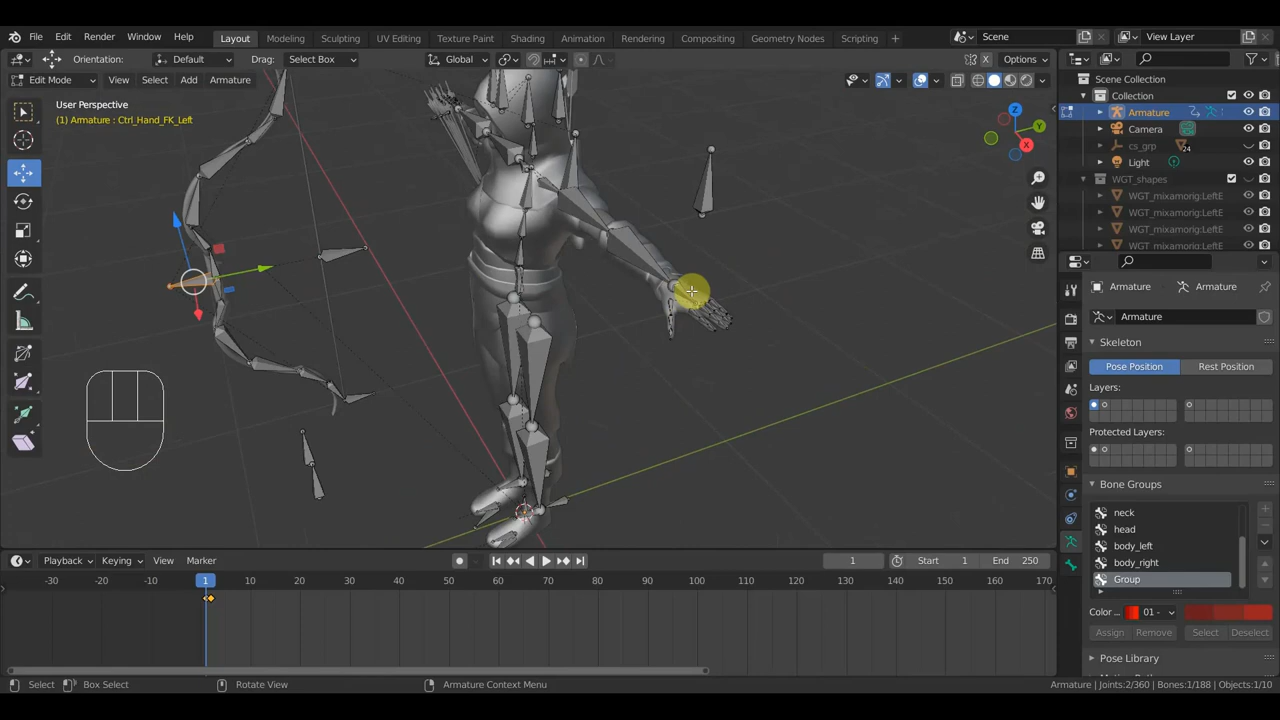 File Edit Render Window Help Layout Modeling Sculpting UV Editing Texture Paint Shading Animation Rendering Compositing Geometry Nodes Scripting + Scene View Layer
Orientation: Default Drag: Select Box Global Options
Edit Mode View Select Add Armature
User Perspective
(1) Armature : Ctrl_Hand_FK_Left
Z
Y
X
Scene Collection
Collection
Armature
Camera
cs_grp 24
Light
WGT_shapes
WGT_mixamorig:LeftE
WGT_mixamorig:LeftE
WGT_mixamorig:LeftE
WGT_mixamorig:LeftE
Armature Armature
Armature
Skeleton
Pose Position Rest Position
Layers:
Protected Layers:
Bone Groups
neck
head
body_left
body_right
Group
Color ... 01 -
Assign Remove Select Deselect
Pose Library
Playback Keying View Marker 1 Start 1 End 250
-30 -20 -10 1 10 20 30 40 50 60 70 80 90 100 110 120 130 140 150 160 170
Select Box Select Rotate View Armature Context Menu Armature | Joints:2/360 | Bones:1/188 | Objects:1/10